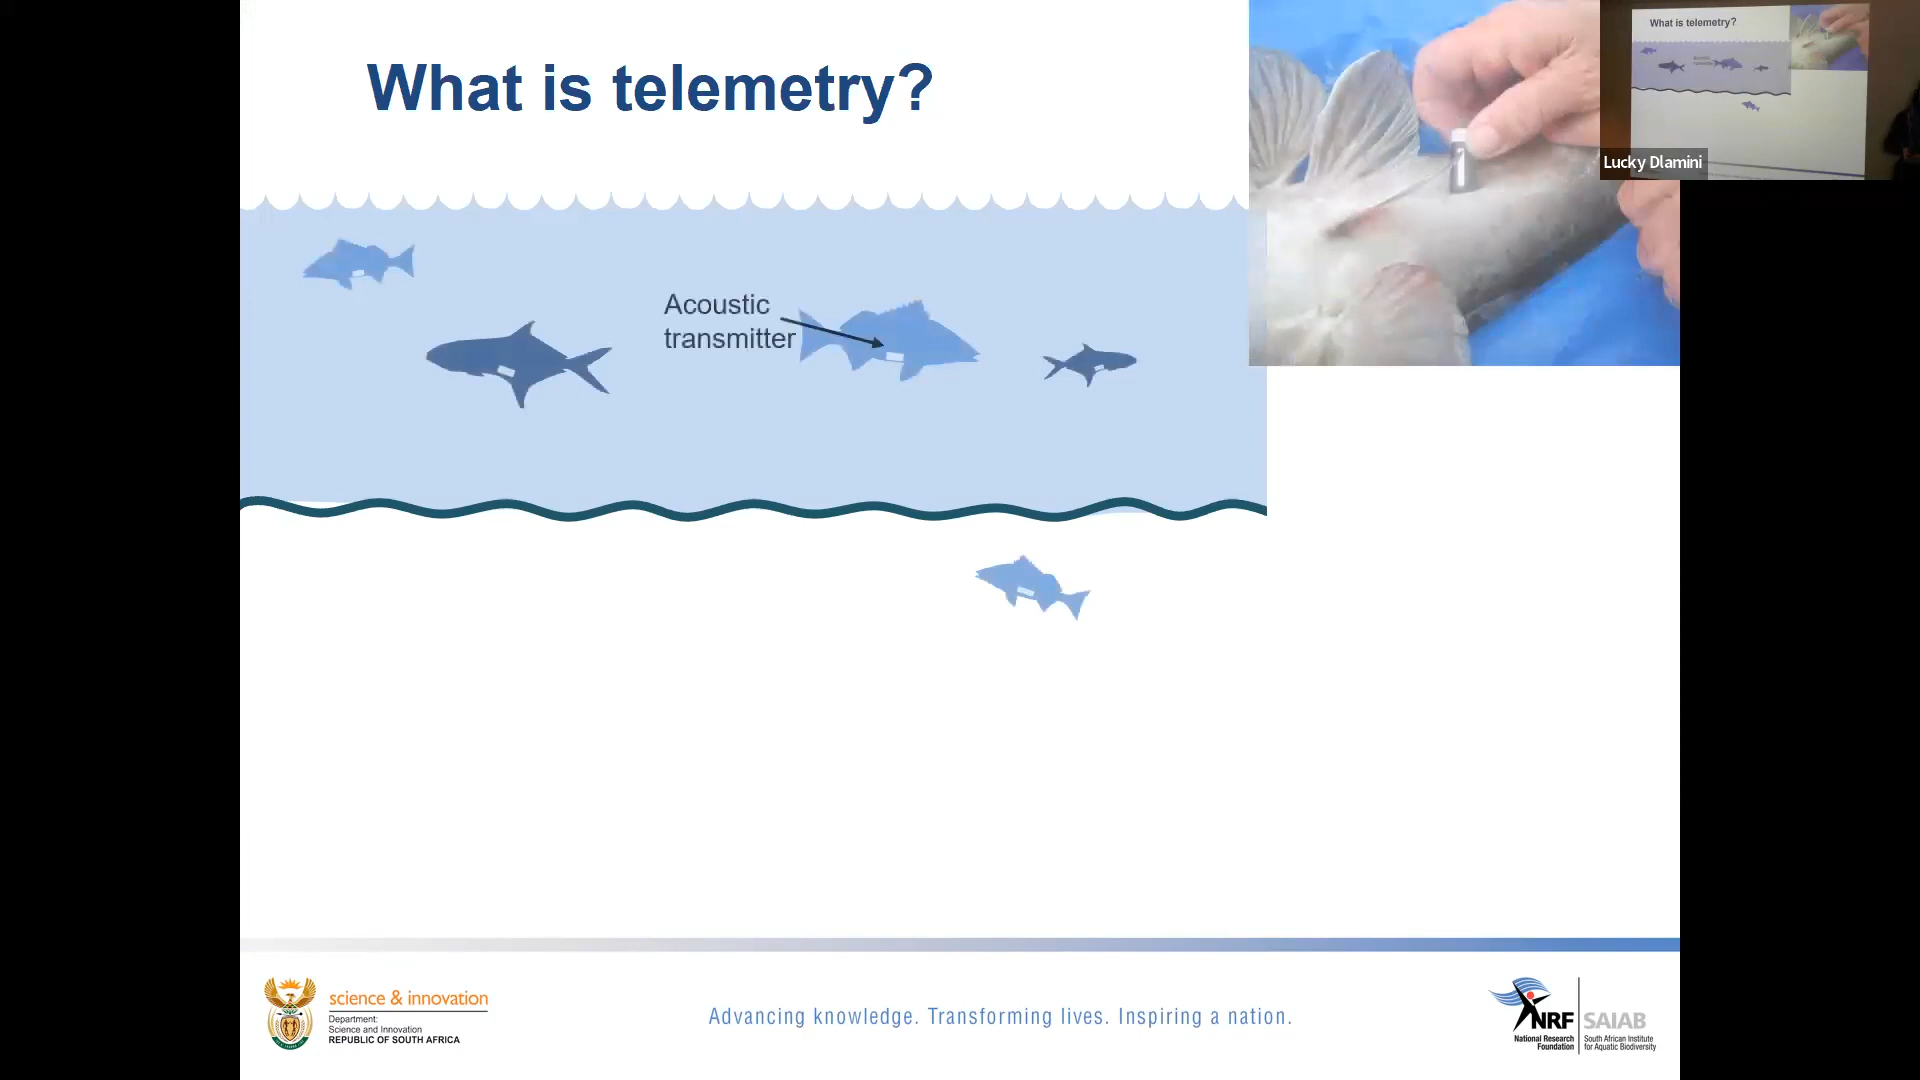 What is telemetry?
What is telemetry?
Lucky Dlamini
Acoustic
transmitter
science & innovation
Department:
Science and Innovation
REPUBLIC OF SOUTH AFRICA
Advancing knowledge. Transforming lives. Inspiring a nation.
NRF
National Research
Foundation
SAIAB
South African Institute
for Aquatic Biodiversity